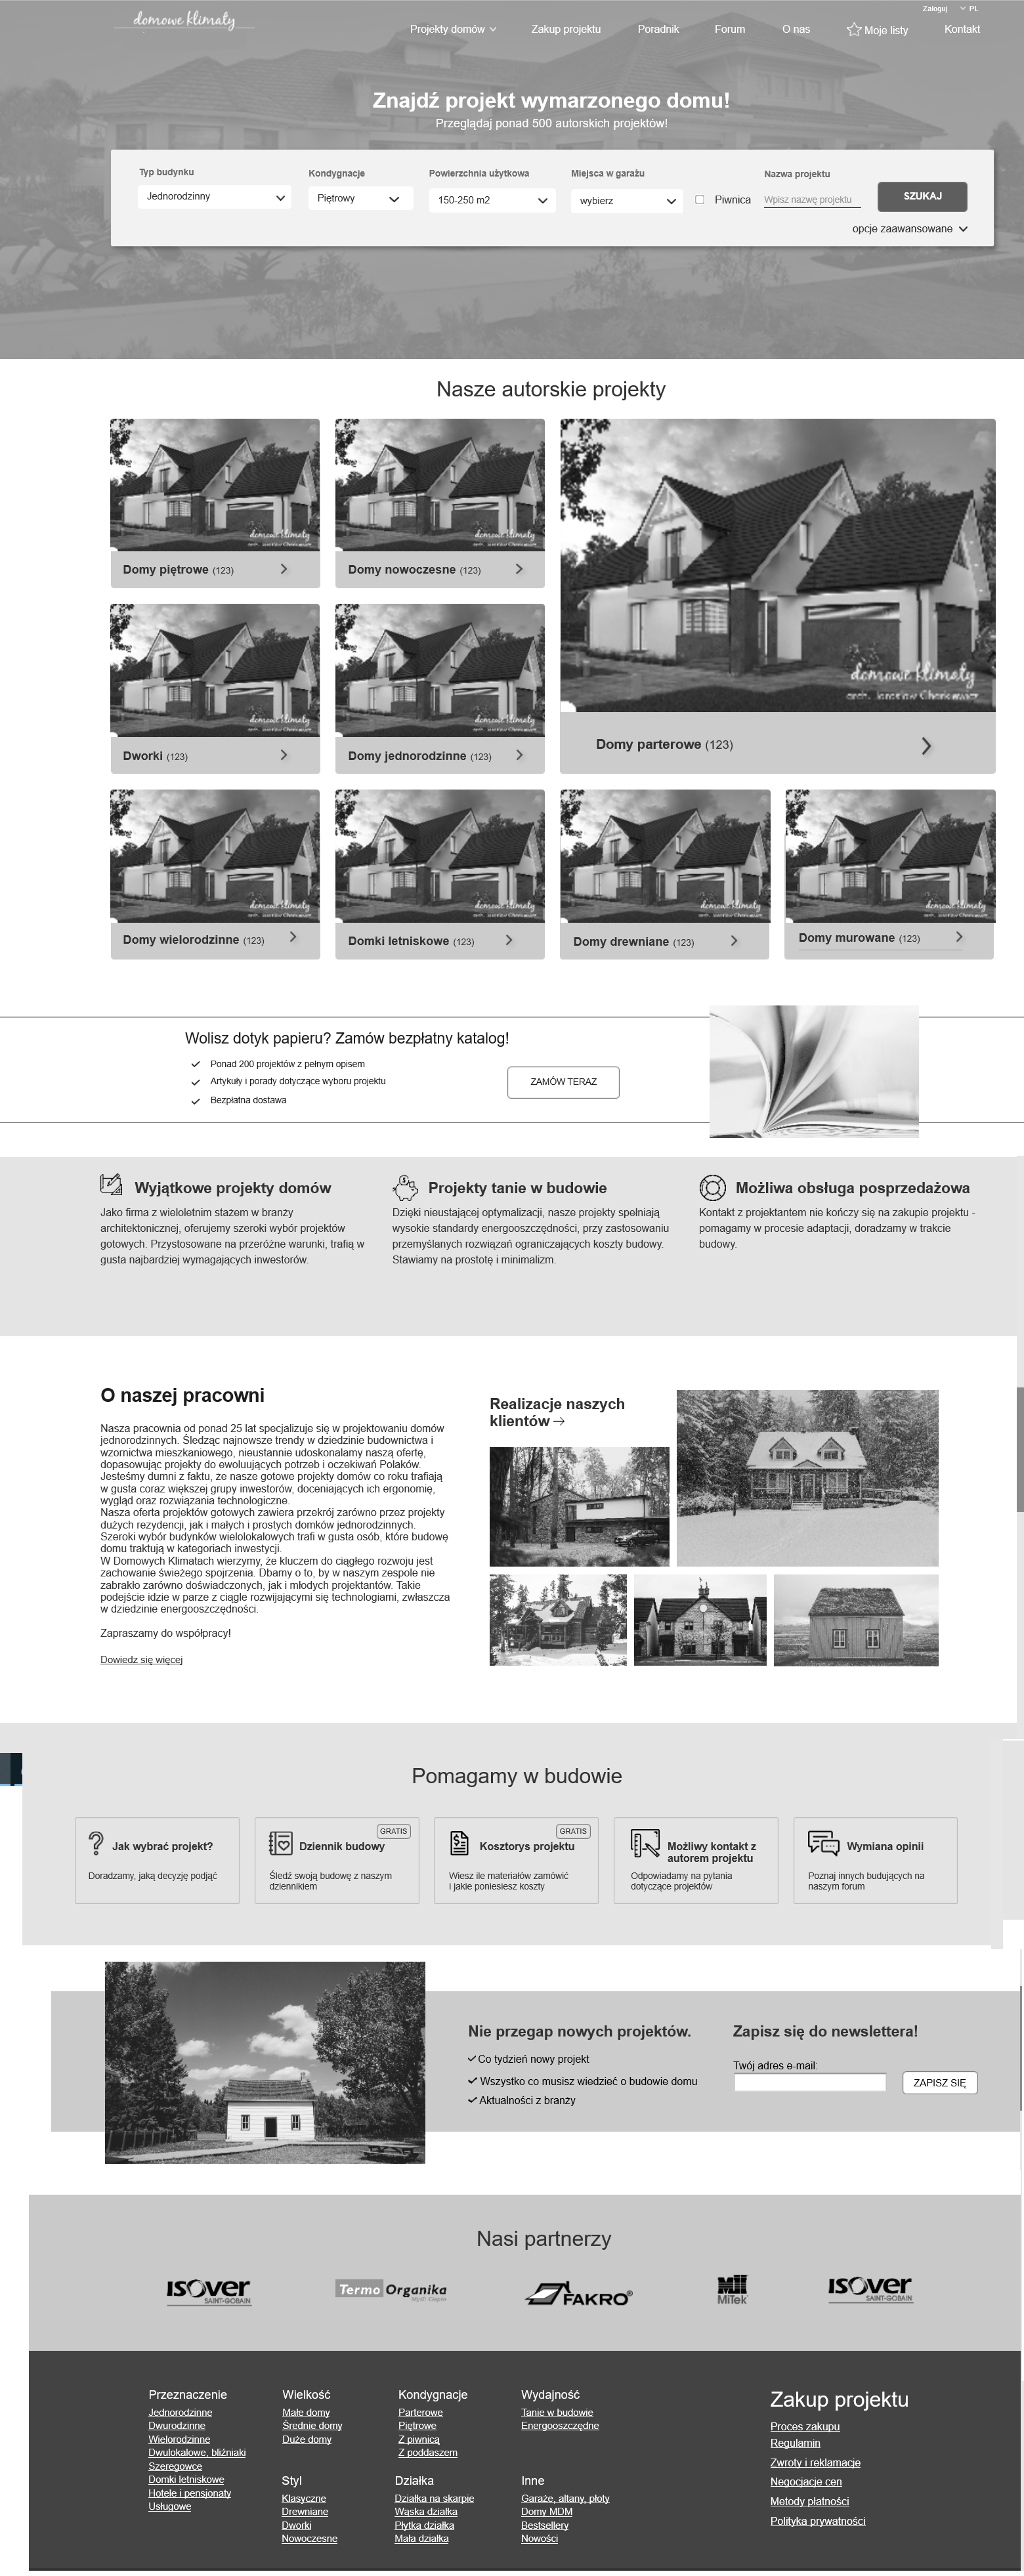 domowe klimaty
Zaloguj PL
Projekty domów Zakup projektu Poradnik Forum O nas Moje listy Kontakt
Znajdź projekt wymarzonego domu!
Przeglądaj ponad 500 autorskich projektów!
Typ budynku Kondygnacje Powierzchnia użytkowa Miejsca w garażu Nazwa projektu
Jednorodzinny Piętrowy 150-250 m2 wybierz Piwnica Wpisz nazwę projektu SZUKAJ
opcje zaawansowane
Nasze autorskie projekty
domowe klimaty
domowe klimaty
Domy piętrowe (123) Domy nowoczesne (123)
domowe klimaty
domowe klimaty
domowe klimaty
Domy parterowe (123)
Dworki (123) Domy jednorodzinne (123)
domowe klimaty
domowe klimaty
domowe klimaty
domowe klimaty
Domy wielorodzinne (123) Domki letniskowe (123) Domy drewniane (123) Domy murowane (123)
Wolisz dotyk papieru? Zamów bezpłatny katalog!
Ponad 200 projektów z pełnym opisem
Artykuły i porady dotyczące wyboru projektu
Bezpłatna dostawa
ZAMÓW TERAZ
Wyjątkowe projekty domów
Jako firma z wieloletnim stażem w branży
architektonicznej, oferujemy szeroki wybór projektów
gotowych. Przystosowane na przeróżne warunki, trafią w
gusta najbardziej wymagających inwestorów.
Projekty tanie w budowie
Dzięki nieustającej optymalizacji, nasze projekty spełniają
wysokie standardy energooszczędności, przy zastosowaniu
przemyślanych rozwiązań ograniczających koszty budowy.
Stawiamy na prostotę i minimalizm.
Możliwa obsługa posprzedażowa
Kontakt z projektantem nie kończy się na zakupie projektu -
pomagamy w procesie adaptacji, doradzamy w trakcie
budowy.
O naszej pracowni
Nasza pracownia od ponad 25 lat specjalizuje się w projektowaniu domów
jednorodzinnych. Śledząc najnowsze trendy w dziedzinie budownictwa i
wzornictwa mieszkaniowego, nieustannie udoskonalamy naszą ofertę,
dopasowując projekty do ewoluujących potrzeb i oczekiwań Polaków.
Jesteśmy dumni z faktu, że nasze gotowe projekty domów co roku trafiają
w gusta coraz większej grupy inwestorów, doceniających ich ergonomię,
wygląd oraz rozwiązania technologiczne.
Nasza oferta projektów gotowych zawiera przekrój zarówno przez projekty
dużych rezydencji, jak i małych i prostych domków jednorodzinnych.
Szeroki wybór budynków wielolokalowych trafi w gusta osób, które budowę
domu traktują w kategoriach inwestycji.
W Domowych Klimatach wierzymy, że kluczem do ciągłego rozwoju jest
zachowanie świeżego spojrzenia. Dbamy o to, by w naszym zespole nie
zabrakło zarówno doświadczonych, jak i młodych projektantów. Takie
podejście idzie w parze z ciągle rozwijającymi się technologiami, zwłaszcza
w dziedzinie energooszczędności.
Zapraszamy do współpracy!
Dowiedz się więcej
Realizacje naszych
klientów
Pomagamy w budowie
Jak wybrać projekt?
Doradzamy, jaką decyzję podjąć
GRATIS
Dziennik budowy
Śledź swoją budowę z naszym
dziennikiem
GRATIS
Kosztorys projektu
Wiesz ile materiałów zamówić
i jakie poniesiesz koszty
Możliwy kontakt z
autorem projektu
Odpowiadamy na pytania
dotyczące projektów
Wymiana opinii
Poznaj innych budujących na
naszym forum
Nie przegap nowych projektów.
Co tydzień nowy projekt
Wszystko co musisz wiedzieć o budowie domu
Aktualności z branży
Zapisz się do newslettera!
Twój adres e-mail:
ZAPISZ SIĘ
Nasi partnerzy
isover
SAINT-GOBAIN
Termo Organika
FAKRO®
MiTek
isover
SAINT-GOBAIN
Przeznaczenie
Jednorodzinne
Dwurodzinne
Wielorodzinne
Dwulokalowe, bliźniaki
Szeregowce
Domki letniskowe
Hotele i pensjonaty
Usługowe
Wielkość
Małe domy
Średnie domy
Duże domy
Kondygnacje
Parterowe
Piętrowe
Z piwnicą
Z poddaszem
Wydajność
Tanie w budowie
Energooszczędne
Styl
Klasyczne
Drewniane
Dworki
Nowoczesne
Działka
Działka na skarpie
Wąska działka
Płytka działka
Mała działka
Inne
Garaże, altany, płoty
Domy MDM
Bestsellery
Nowości
Zakup projektu
Proces zakupu
Regulamin
Zwroty i reklamacje
Negocjacje cen
Metody płatności
Polityka prywatności